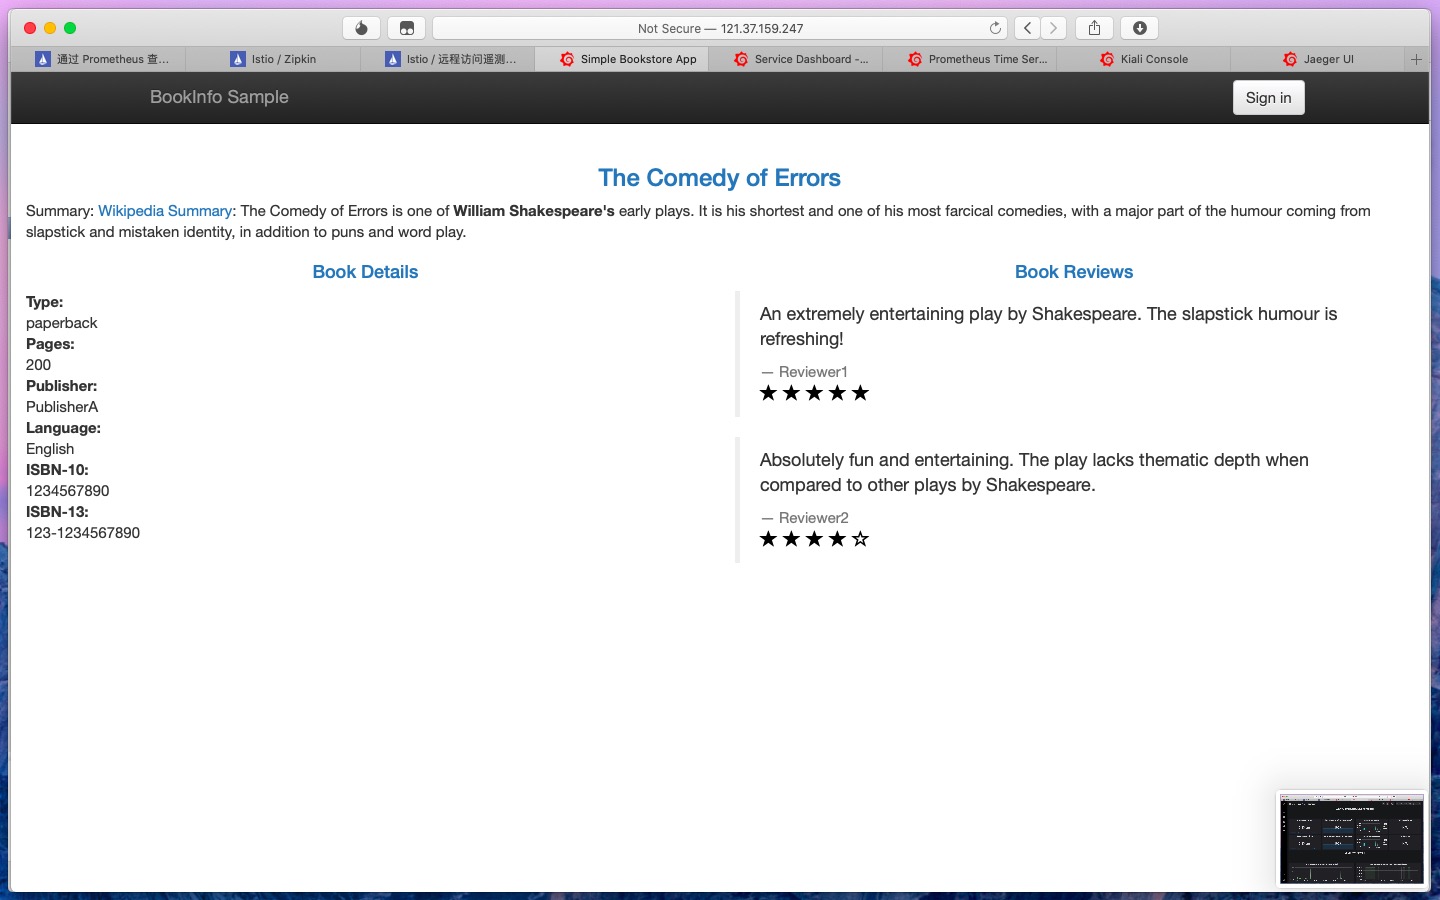 Not Secure — 121.37.159.247
通过 Prometheus 查...
Istio / Zipkin
Istio / 远程访问遥测...
Simple Bookstore App
Service Dashboard -...
Prometheus Time Ser...
Kiali Console
Jaeger UI
BookInfo Sample
Sign in
The Comedy of Errors
Summary: Wikipedia Summary: The Comedy of Errors is one of William Shakespeare's early plays. It is his shortest and one of his most farcical comedies, with a major part of the humour coming from
slapstick and mistaken identity, in addition to puns and word play.
Book Details
Type:
paperback
Pages:
200
Publisher:
PublisherA
Language:
English
ISBN-10:
1234567890
ISBN-13:
123-1234567890
Book Reviews
An extremely entertaining play by Shakespeare. The slapstick humour is
refreshing!
— Reviewer1
Absolutely fun and entertaining. The play lacks thematic depth when
compared to other plays by Shakespeare.
— Reviewer2